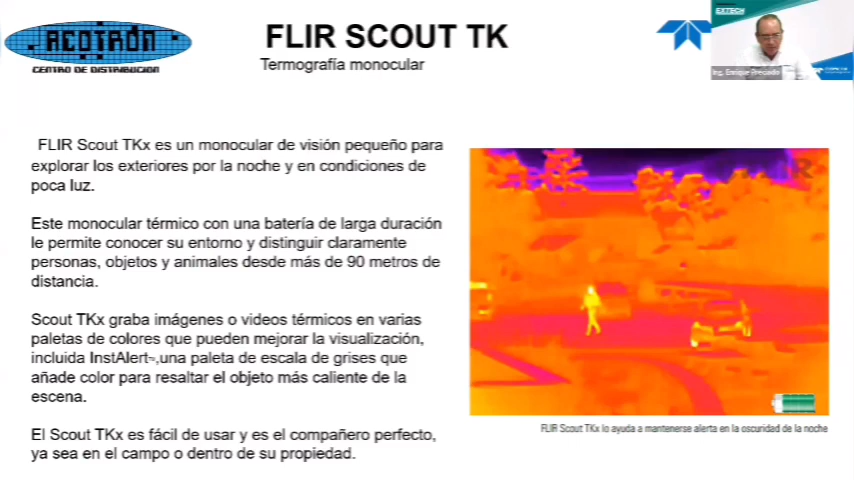 ACOTRÓN
CENTRO DE DISTRIBUCION
FLIR SCOUT TK
Termografía monocular
EXTECH
Ing. Enrique Preciado
FLIR Scout TKx es un monocular de visión pequeño para
explorar los exteriores por la noche y en condiciones de
poca luz.
Este monocular térmico con una batería de larga duración
le permite conocer su entorno y distinguir claramente
personas, objetos y animales desde más de 90 metros de
distancia.
Scout TKx graba imágenes o videos térmicos en varias
paletas de colores que pueden mejorar la visualización,
incluida InstAlert™,una paleta de escala de grises que
añade color para resaltar el objeto más caliente de la
escena.
El Scout TKx es fácil de usar y es el compañero perfecto,
ya sea en el campo o dentro de su propiedad.
FLIR Scout TKx lo ayuda a mantenerse alerta en la oscuridad de la noche